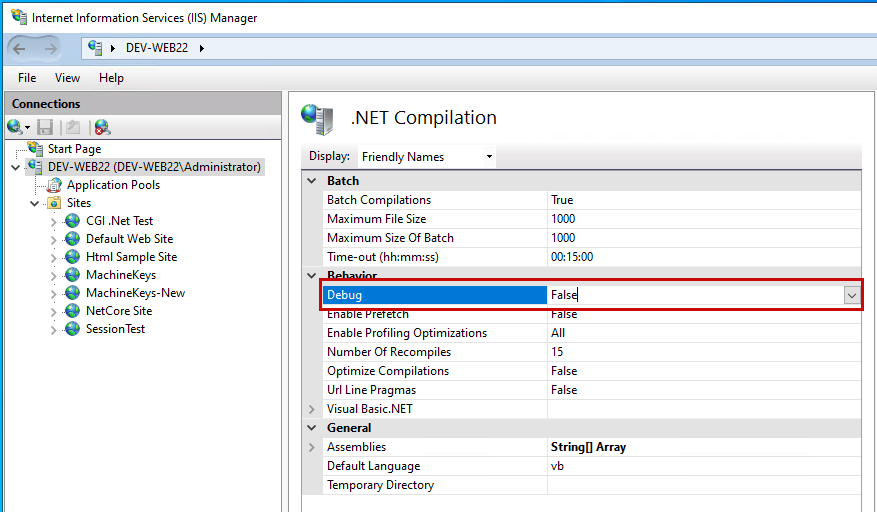 Internet Information Services (IIS) Manager
DEV-WEB22
File View Help
Connections
Start Page
DEV-WEB22 (DEV-WEB22\Administrator)
Application Pools
Sites
CGI .Net Test
Default Web Site
Html Sample Site
MachineKeys
MachineKeys-New
NetCore Site
SessionTest
.NET Compilation
Display: Friendly Names
Batch
Batch Compilations True
Maximum File Size 1000
Maximum Size Of Batch 1000
Time-out (hh:mm:ss) 00:15:00
Behavior
Debug False
Enable Prefetch False
Enable Profiling Optimizations All
Number Of Recompiles 15
Optimize Compilations False
Url Line Pragmas False
Visual Basic.NET
General
Assemblies String[] Array
Default Language vb
Temporary Directory